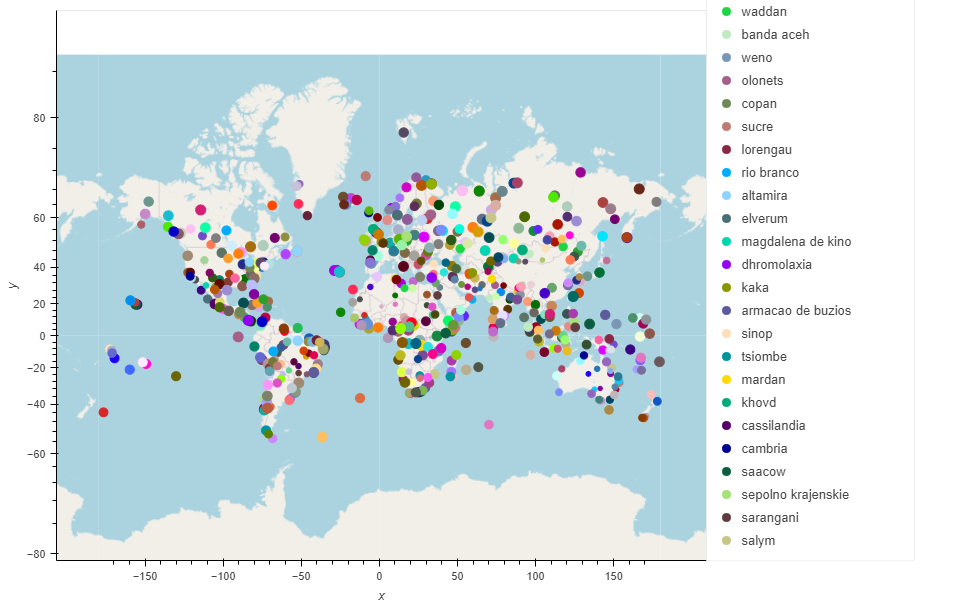 waddan
banda aceh
weno
olonets
copan
sucre
lorengau
rio branco
altamira
elverum
magdalena de kino
dhromolaxia
kaka
armacao de buzios
sinop
tsiombe
mardan
khovd
cassilandia
cambria
saacow
sepolno krajenskie
sarangani
salym
80
60
40
20
0
−20
−40
−60
−80
y
−150 −100 −50 0 50 100 150
x